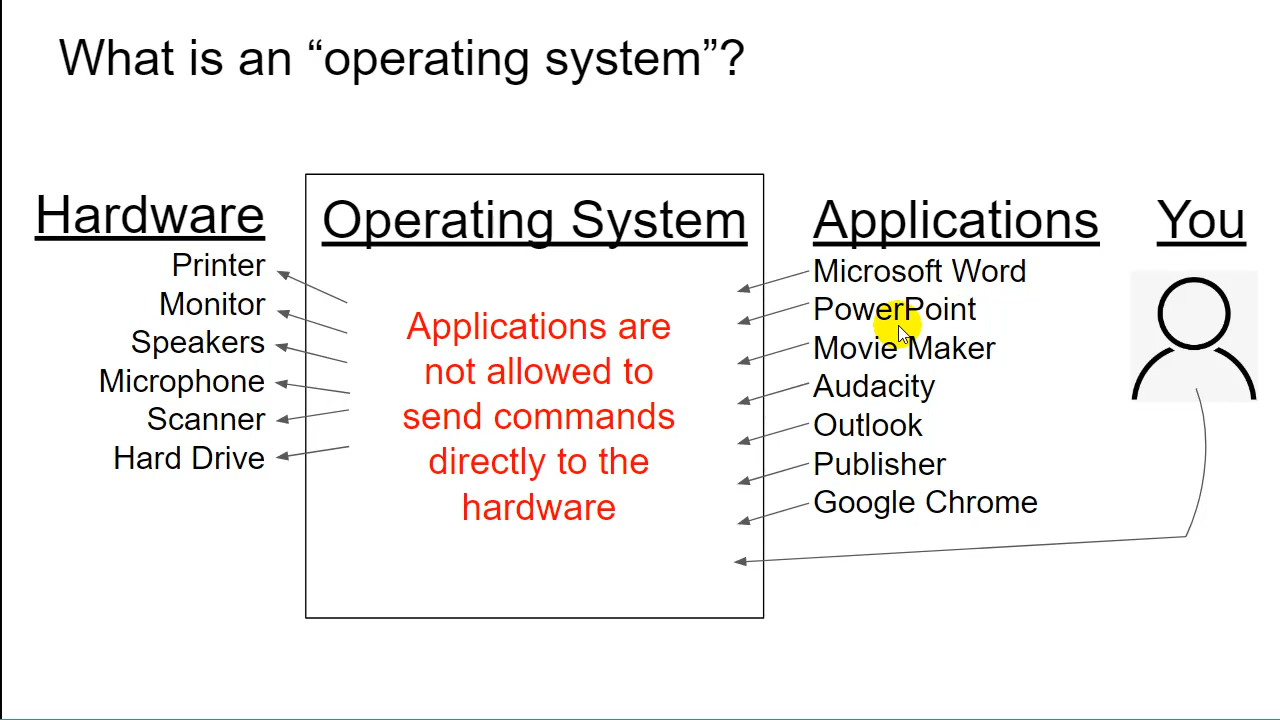 What is an “operating system”?
Hardware
Printer
Monitor
Speakers
Microphone
Scanner
Hard Drive
Operating System
Applications are
not allowed to
send commands
directly to the
hardware
Applications
Microsoft Word
PowerPoint
Movie Maker
Audacity
Outlook
Publisher
Google Chrome
You